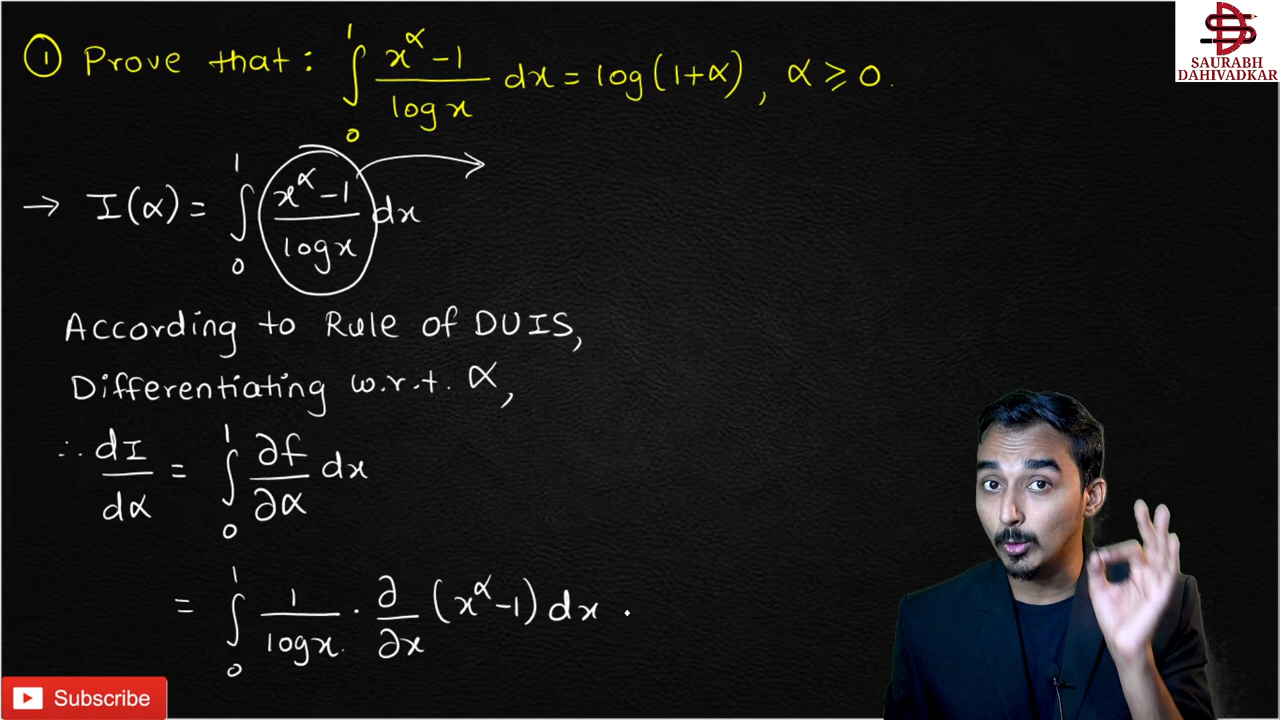 ① Prove that: ∫₀¹ (x^α - 1)/(log x) dx = log(1+α), α ≥ 0.
SAURABH
DAHIVADKAR
→ I(α) = ∫₀¹ (x^α - 1)/(log x) dx
According to Rule of DUIS,
Differentiating w.r.t. α,
∴ dI/dα = ∫₀¹ ∂f/∂α dx
= ∫₀¹ 1/(log x) · ∂/∂x (x^α - 1) dx .
Subscribe